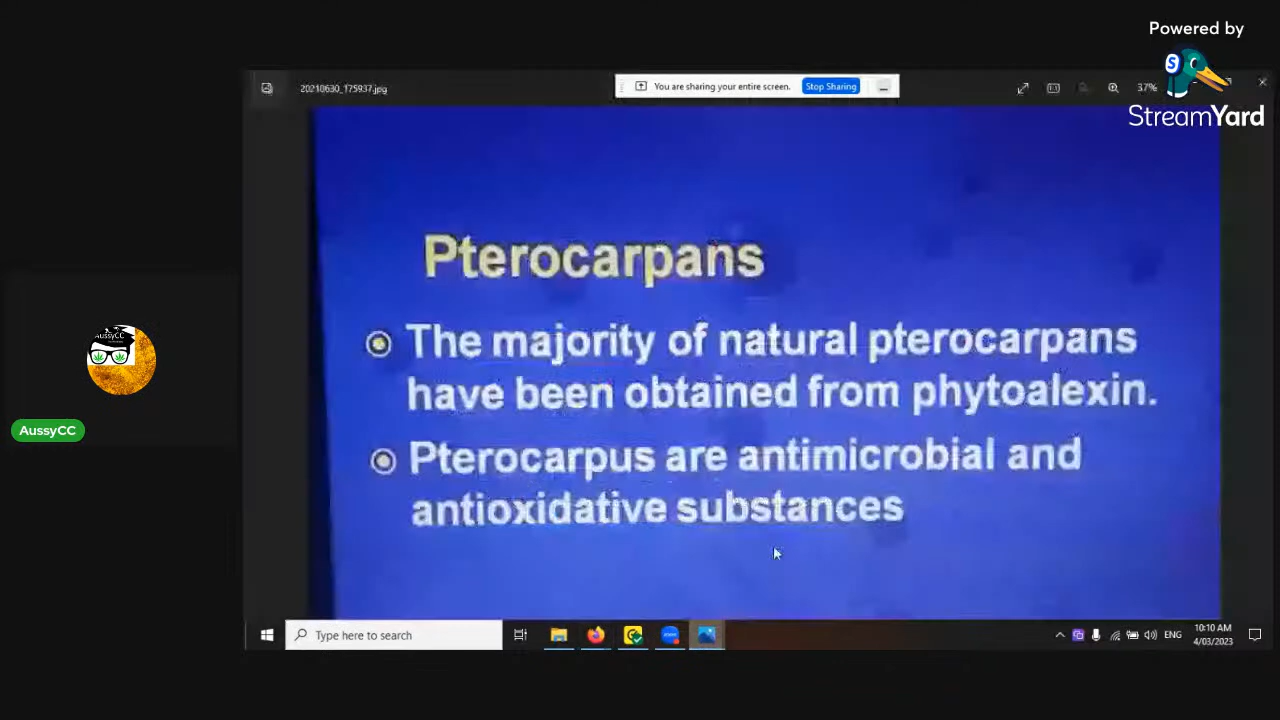 Powered by
StreamYard
20210630_175937.jpg
You are sharing your entire screen.
Stop Sharing
37%
Pterocarpans
The majority of natural pterocarpans
have been obtained from phytoalexin.
Pterocarpus are antimicrobial and
antioxidative substances
AussyCC
AussyCC
Type here to search
ENG
10:10 AM
4/03/2023